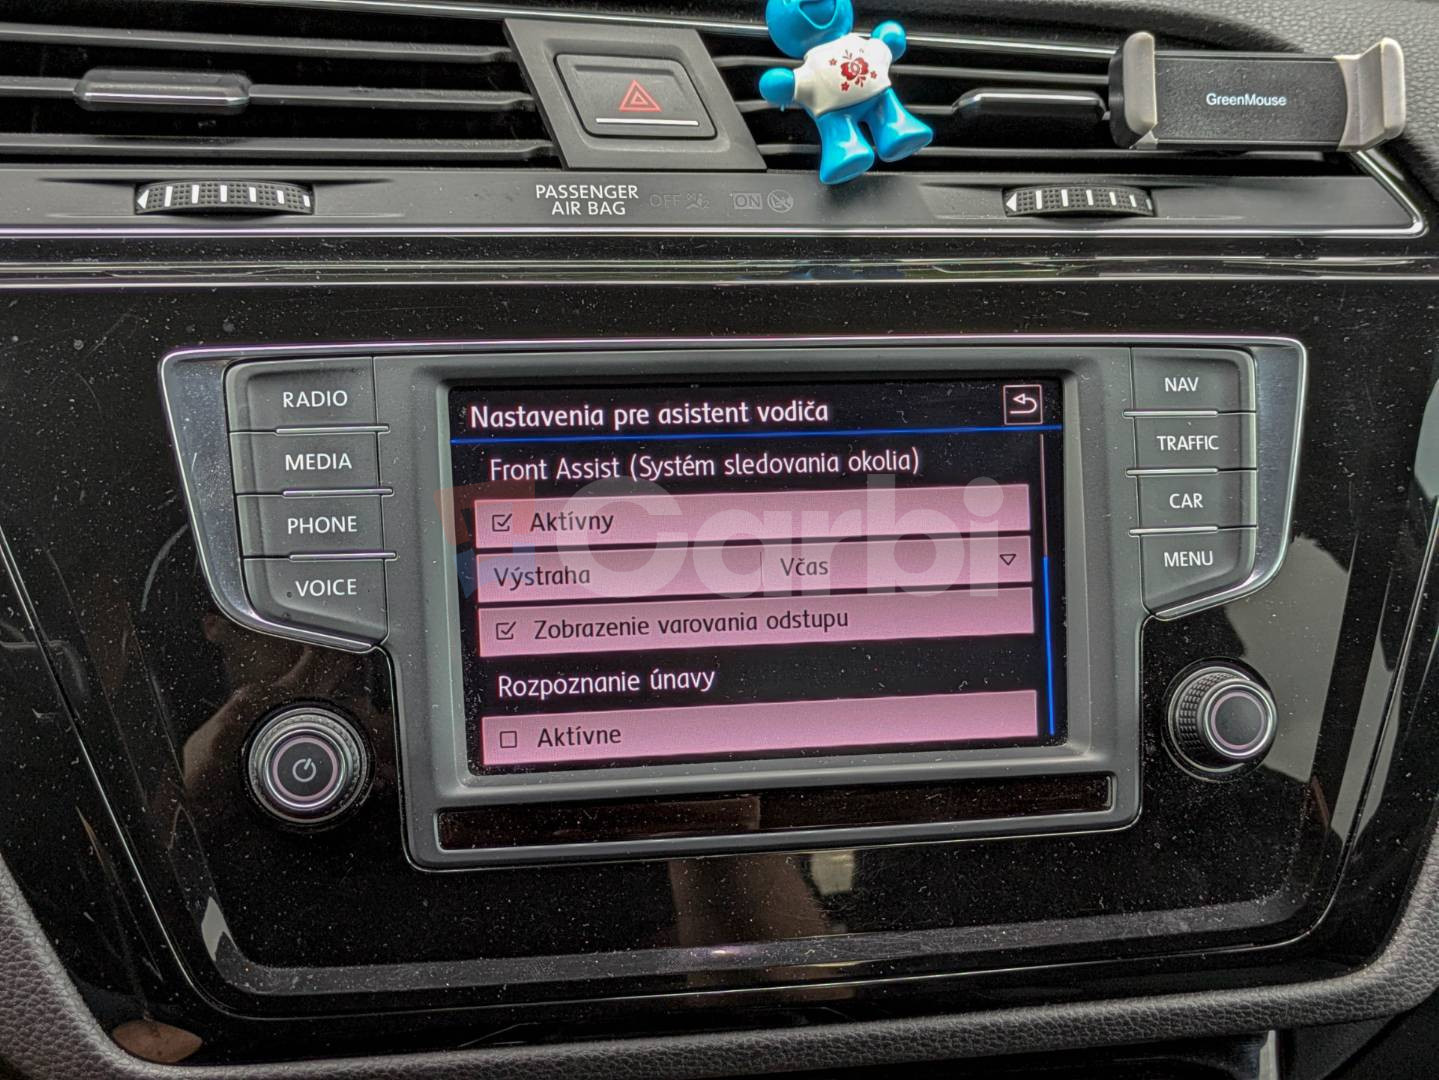 GreenMouse
PASSENGER
AIR BAG
OFF
ON
RADIO
MEDIA
PHONE
VOICE
Nastavenia pre asistent vodiča
Front Assist (Systém sledovania okolia)
Aktívny
Výstraha Včas
Zobrazenie varovania odstupu
Rozpoznanie únavy
Aktívne
NAV
TRAFFIC
CAR
MENU
Carbi